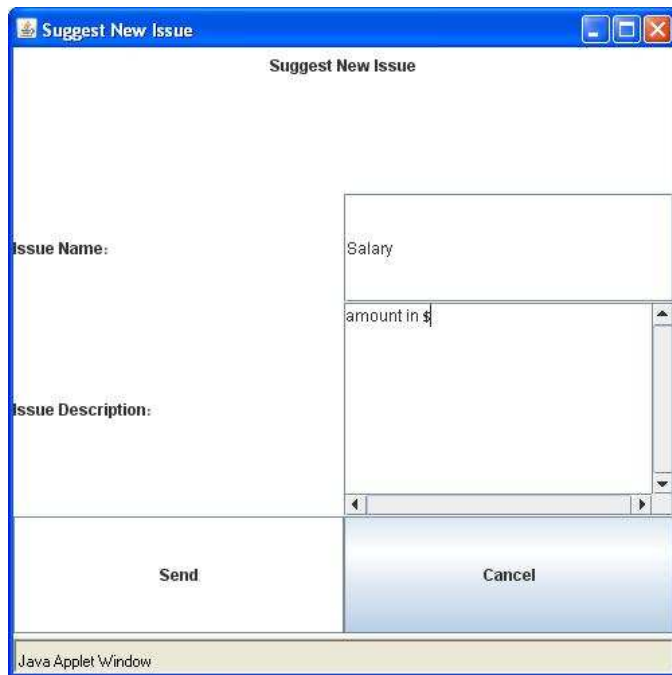 Suggest New Issue
Suggest New Issue
Issue Name:
Salary
amount in $
Issue Description:
Send
Cancel
Java Applet Window